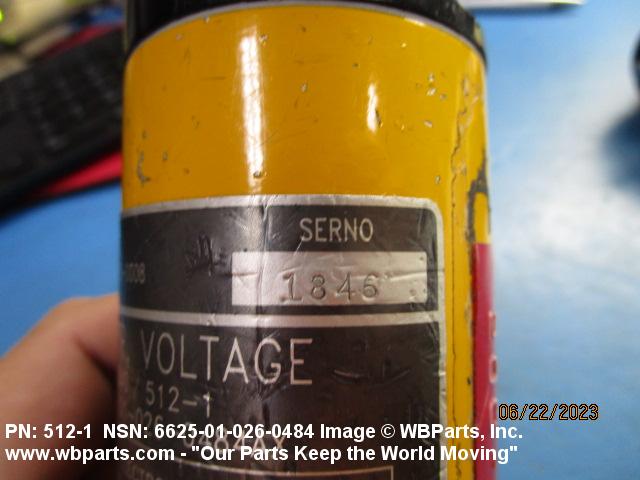 SERNO
1846
VOLTAGE
512-1
06/22/2023
PN: 512-1 NSN: 6625-01-026-0484 Image © WBParts, Inc.
www.wbparts.com - "Our Parts Keep the World Moving"